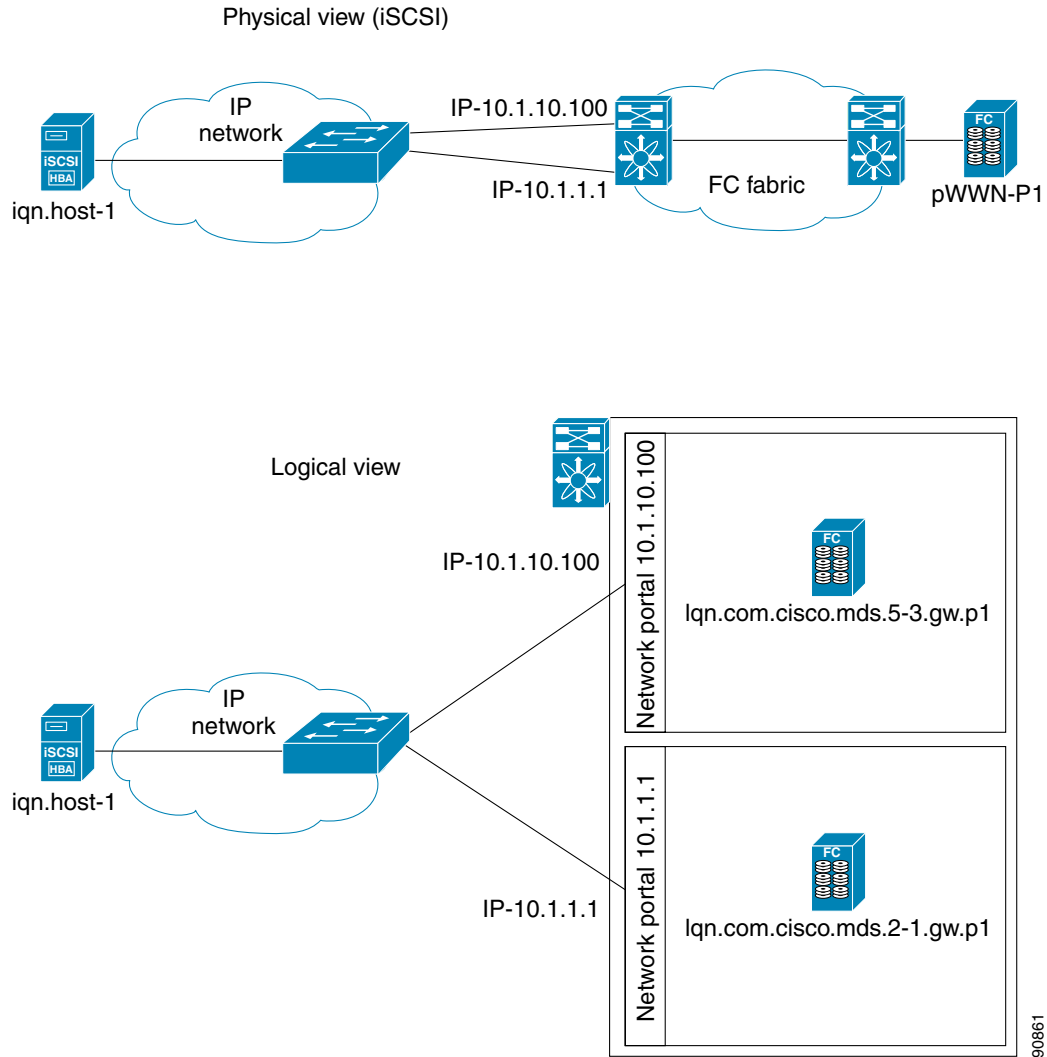 Physical view (iSCSI)
IP
network
IP-10.1.10.100
IP-10.1.1.1
iSCSI
HBA
iqn.host-1
FC fabric
FC
pWWN-P1
Logical view
IP-10.1.10.100
Network portal 10.1.10.100
FC
Iqn.com.cisco.mds.5-3.gw.p1
IP
network
iSCSI
HBA
iqn.host-1
IP-10.1.1.1
Network portal 10.1.1.1
FC
Iqn.com.cisco.mds.2-1.gw.p1
90861